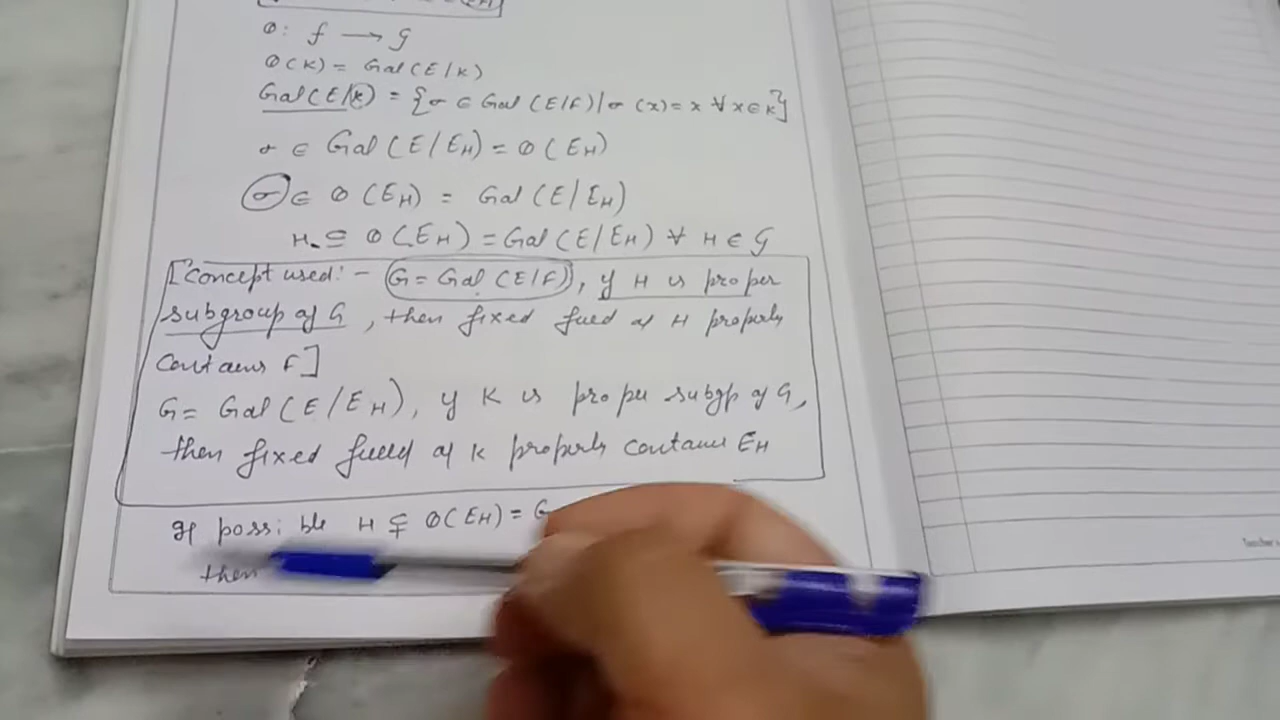 Φ: f → g
Φ(K) = Gal(E/K)
Gal(E/K) = {σ ∈ Gal(E/F) | σ(x) = x ∀ x ∈ K}
σ ∈ Gal(E/E_H) = Φ(E_H)
σ ∈ Φ(E_H) = Gal(E/E_H)
H ⊆ Φ(E_H) = Gal(E/E_H) ∀ H ∈ g
[Concept used:- G = Gal(E/F), if H is proper
subgroup of G, then fixed field of H properly
contains F]
G = Gal(E/E_H), if K is proper subgp of G,
then fixed field of K properly contains E_H
If possible H ⊊ Φ(E_H) = G
then